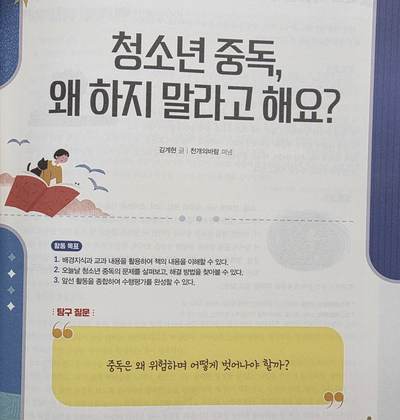 청소년 중독,
왜 하지 말라고 해요?
김계현 글 | 천개의바람 펴냄
활동 목표
1. 배경지식과 교과 내용을 활용하여 책의 내용을 이해할 수 있다.
2. 오늘날 청소년 중독의 문제를 살펴보고, 해결 방법을 찾아볼 수 있다.
3. 앞선 활동을 종합하여 수행평가를 완성할 수 있다.
탐구 질문
중독은 왜 위험하며 어떻게 벗어나야 할까?